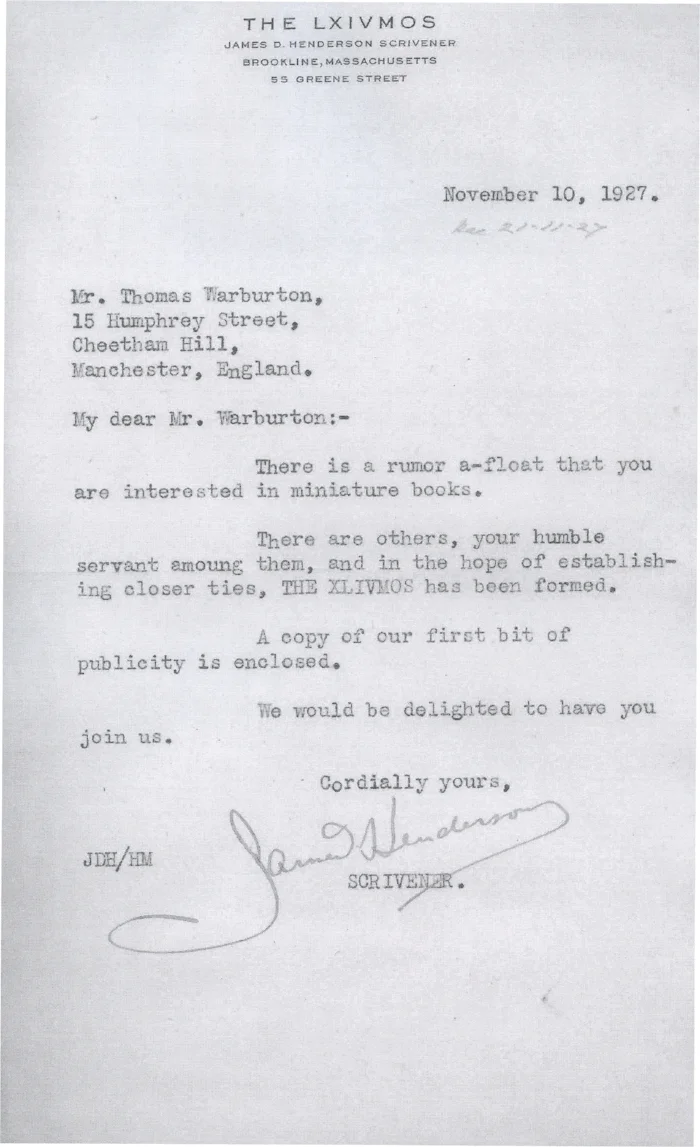 THE LXIVMOS
JAMES D. HENDERSON SCRIVENER
BROOKLINE, MASSACHUSETTS
55 GREENE STREET
November 10, 1927.
Rec 21-11-27
Mr. Thomas Warburton,
15 Humphrey Street,
Cheetham Hill,
Manchester, England.
My dear Mr. Warburton:-
There is a rumor a-float that you
are interested in miniature books.
There are others, your humble
servant amoung them, and in the hope of establish-
ing closer ties, THE XLIVMOS has been formed.
A copy of our first bit of
publicity is enclosed.
We would be delighted to have you
join us.
Cordially yours,
James D Henderson
JDH/HM
SCRIVENER.